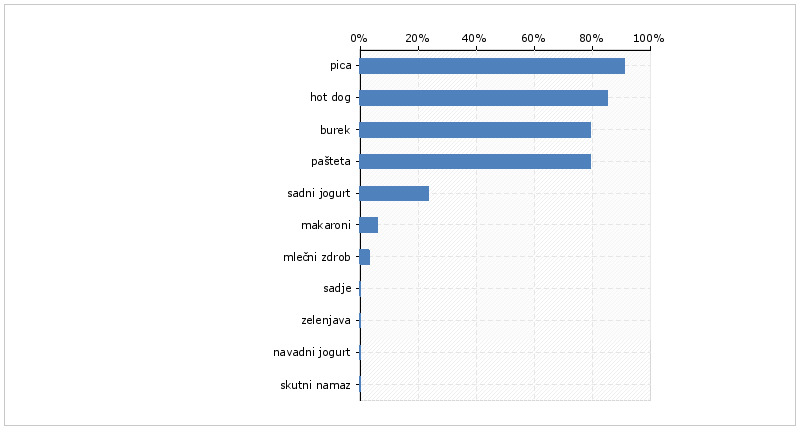 0% 20% 40% 60% 80% 100%
pica
hot dog
burek
pašteta
sadni jogurt
makaroni
mlečni zdrob
sadje
zelenjava
navadni jogurt
skutni namaz